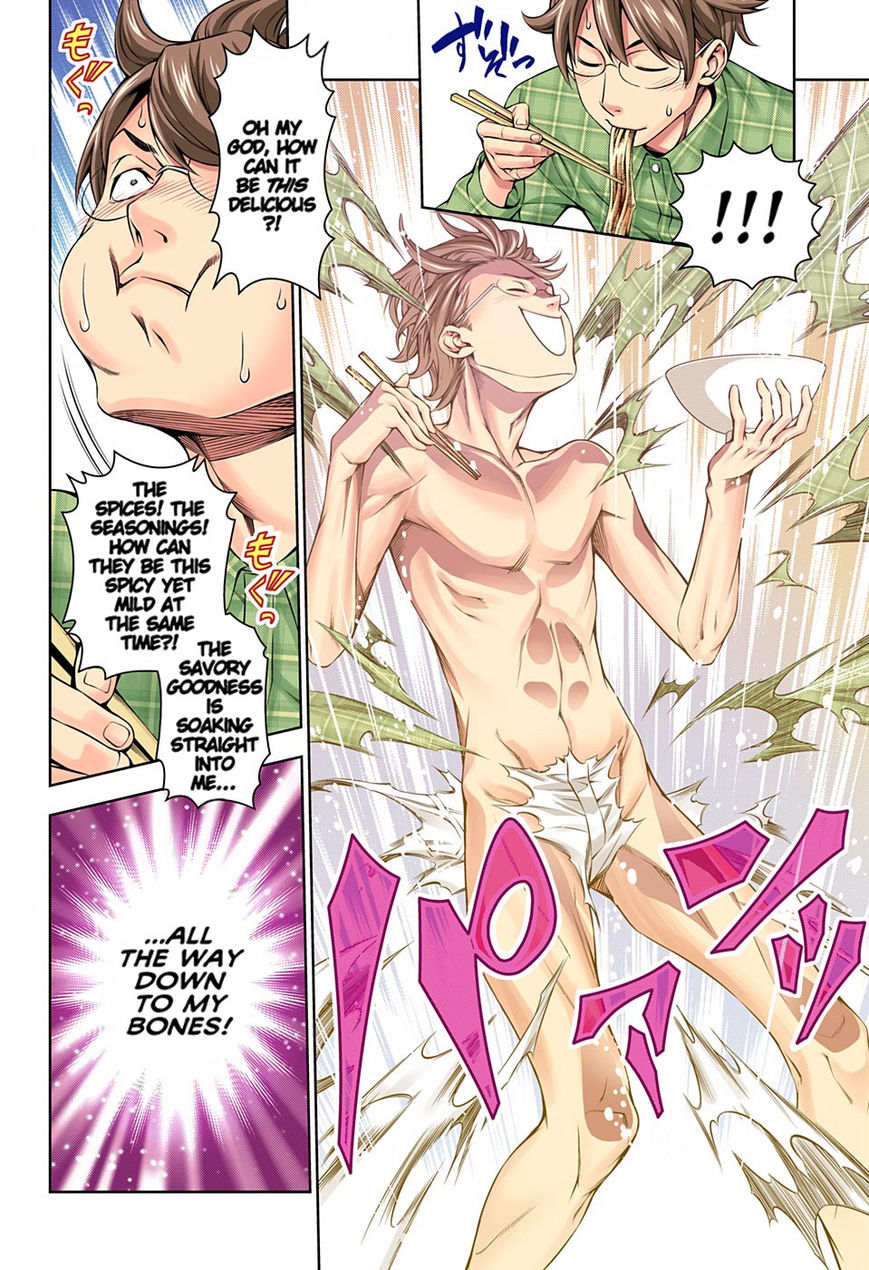 ずぞぞっ
!!!
OH MY
GOD, HOW
CAN IT
BE THIS
DELICIOUS
?!
もぐっ
THE
SPICES! THE
SEASONINGS!
HOW CAN
THEY BE THIS
SPICY YET
MILD AT
THE SAME
TIME?!
もぐっ
THE
SAVORY
GOODNESS
IS
SOAKING
STRAIGHT
INTO
ME...
パァンッ
...ALL
THE WAY
DOWN
TO MY
BONES!